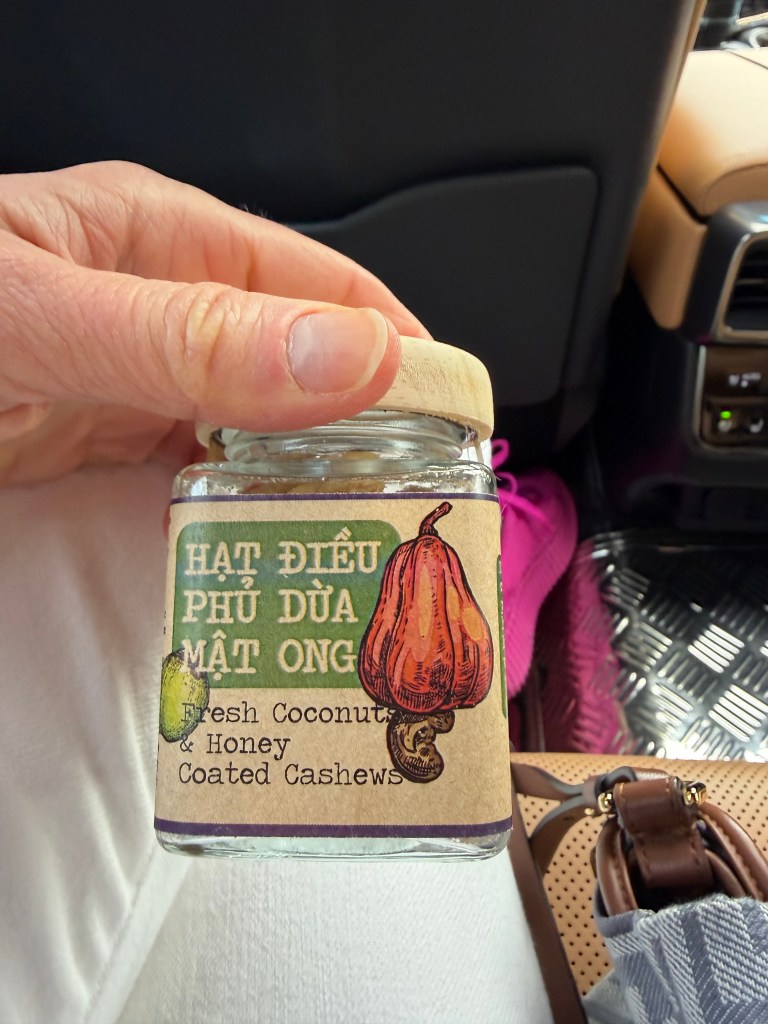 HẠT ĐIỀU
PHỦ DỪA
MẬT ONG
Fresh Coconuts
& Honey
Coated Cashews